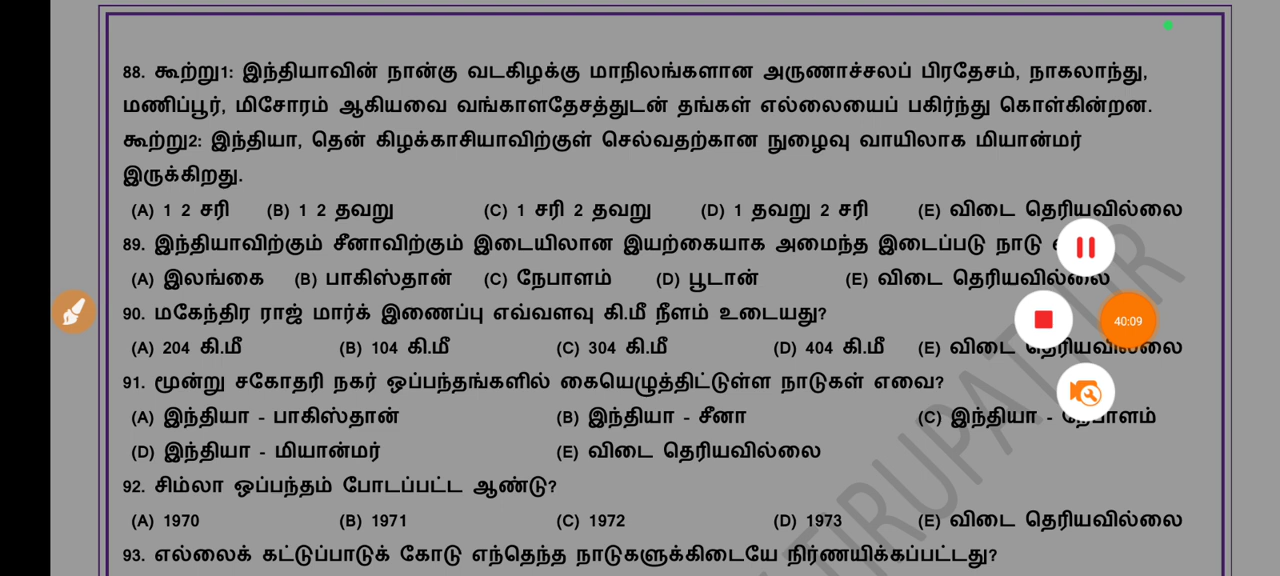 88. கூற்று1: இந்தியாவின் நான்கு வடகிழக்கு மாநிலங்களான அருணாச்சலப் பிரதேசம், நாகலாந்து,
மணிப்பூர், மிசோரம் ஆகியவை வங்காளதேசத்துடன் தங்கள் எல்லையைப் பகிர்ந்து கொள்கின்றன.
கூற்று2: இந்தியா, தென் கிழக்காசியாவிற்குள் செல்வதற்கான நுழைவு வாயிலாக மியான்மர்
இருக்கிறது.
(A) 1 2 சரி (B) 1 2 தவறு (C) 1 சரி 2 தவறு (D) 1 தவறு 2 சரி (E) விடை தெரியவில்லை
89. இந்தியாவிற்கும் சீனாவிற்கும் இடையிலான இயற்கையாக அமைந்த இடைப்படு நாடு
(A) இலங்கை (B) பாகிஸ்தான் (C) நேபாளம் (D) பூடான் (E) விடை தெரியவில்லை
90. மகேந்திர ராஜ் மார்க் இணைப்பு எவ்வளவு கி.மீ நீளம் உடையது?
(A) 204 கி.மீ (B) 104 கி.மீ (C) 304 கி.மீ (D) 404 கி.மீ (E) விடை தெரியவில்லை
40:09
91. மூன்று சகோதரி நகர் ஒப்பந்தங்களில் கையெழுத்திட்டுள்ள நாடுகள் எவை?
(A) இந்தியா - பாகிஸ்தான் (B) இந்தியா - சீனா (C) இந்தியா - நேபாளம்
(D) இந்தியா - மியான்மர் (E) விடை தெரியவில்லை
92. சிம்லா ஒப்பந்தம் போடப்பட்ட ஆண்டு?
(A) 1970 (B) 1971 (C) 1972 (D) 1973 (E) விடை தெரியவில்லை
93. எல்லைக் கட்டுப்பாடுக் கோடு எந்தெந்த நாடுகளுக்கிடையே நிர்ணயிக்கப்பட்டது?